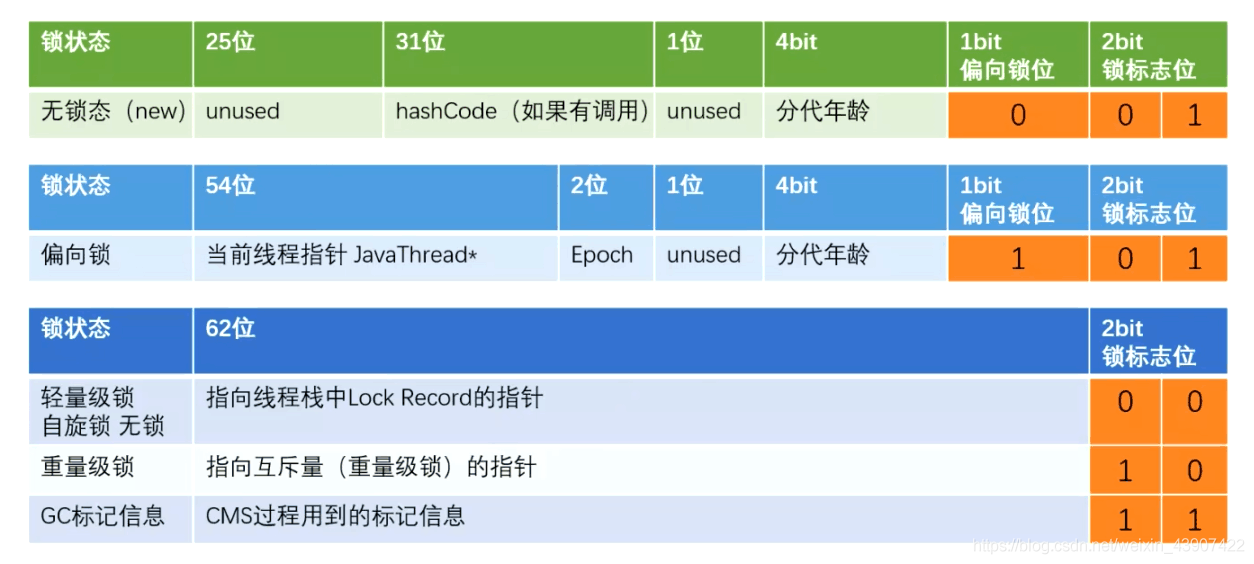 锁状态 25位 31位 1位 4bit 1bit 2bit
偏向锁位 锁标志位
无锁态（new） unused hashCode（如果有调用） unused 分代年龄 0 0 1
锁状态 54位 2位 1位 4bit 1bit 2bit
偏向锁位 锁标志位
偏向锁 当前线程指针 JavaThread* Epoch unused 分代年龄 1 0 1
锁状态 62位 2bit
锁标志位
轻量级锁 指向线程栈中Lock Record的指针 0 0
自旋锁 无锁
重量级锁 指向互斥量（重量级锁）的指针 1 0
GC标记信息 CMS过程用到的标记信息 1 1
https://blog.csdn.net/weixin_43907422